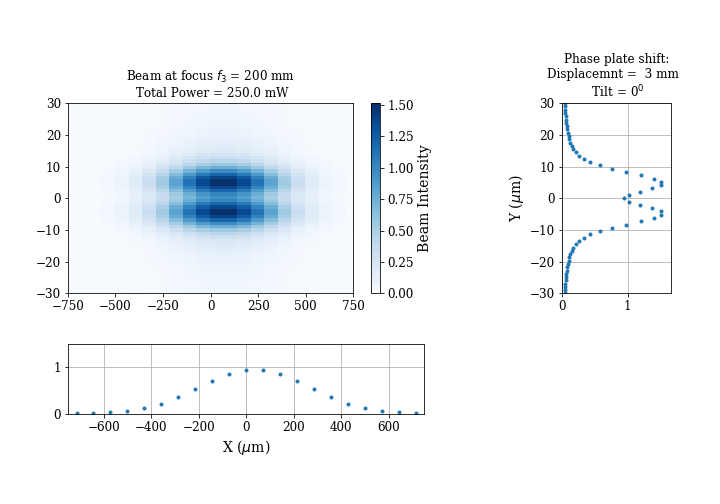 Beam at focus f₃ = 200 mm
Total Power = 250.0 mW
30
20
10
0
−10
−20
−30
−750 −500 −250 0 250 500 750
1.50
1.25
1.00
0.75
0.50
0.25
0.00
Beam Intensity
Phase plate shift:
Displacemnt = 3 mm
Tilt = 0⁰
Y (μm)
30
20
10
0
−10
−20
−30
0 1
1
0
−600 −400 −200 0 200 400 600
X (μm)